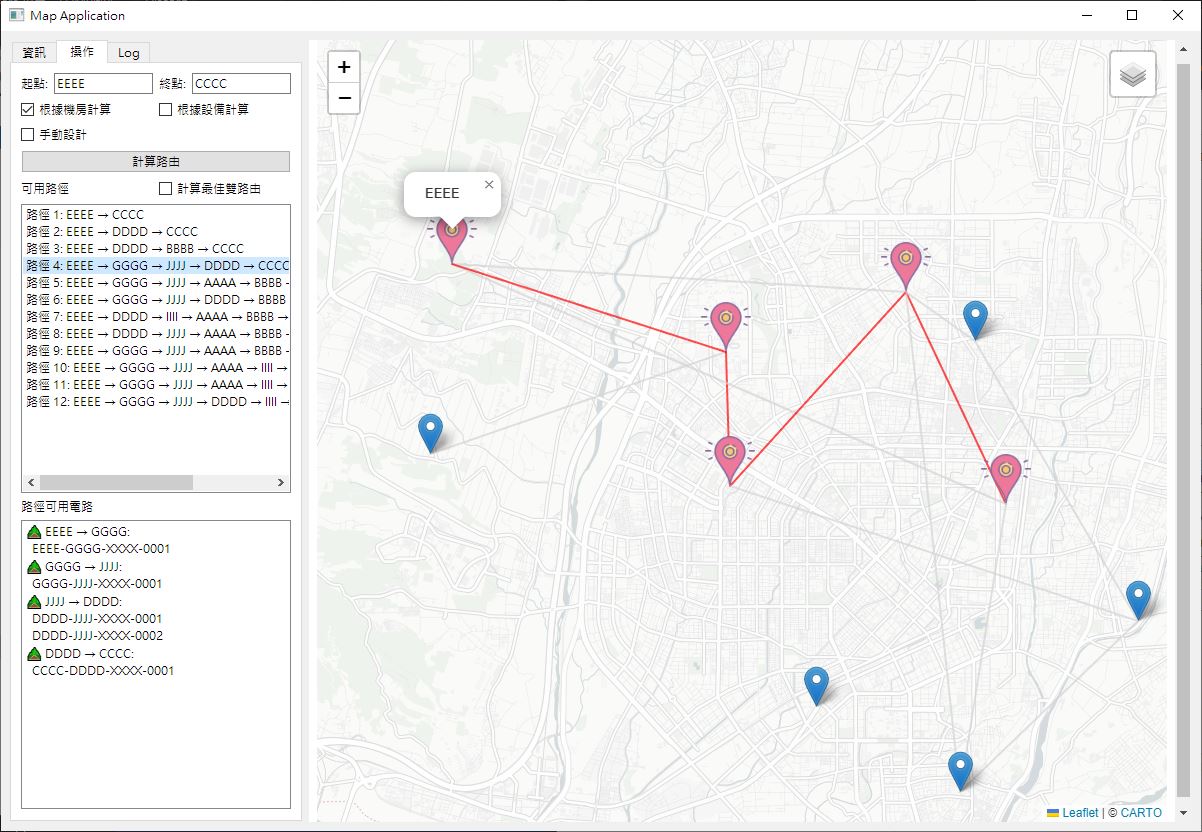 Map Application
資訊 操作 Log
起點: EEEE 終點: CCCC
根據機房計算 根據設備計算
手動設計
計算路由
可用路徑 計算最佳雙路由
路徑 1: EEEE → CCCC
路徑 2: EEEE → DDDD → CCCC
路徑 3: EEEE → DDDD → BBBB → CCCC
路徑 4: EEEE → GGGG → JJJJ → DDDD → CCCC
路徑 5: EEEE → GGGG → JJJJ → AAAA → BBBB -
路徑 6: EEEE → GGGG → JJJJ → DDDD → BBBB
路徑 7: EEEE → DDDD → IIII → AAAA → BBBB →
路徑 8: EEEE → DDDD → JJJJ → AAAA → BBBB -
路徑 9: EEEE → GGGG → JJJJ → AAAA → BBBB -
路徑 10: EEEE → GGGG → JJJJ → AAAA → IIII →
路徑 11: EEEE → GGGG → JJJJ → AAAA → IIII →
路徑 12: EEEE → GGGG → JJJJ → DDDD → IIII →
路徑可用電路
EEEE → GGGG:
EEEE-GGGG-XXXX-0001
GGGG → JJJJ:
GGGG-JJJJ-XXXX-0001
JJJJ → DDDD:
DDDD-JJJJ-XXXX-0001
DDDD-JJJJ-XXXX-0002
DDDD → CCCC:
CCCC-DDDD-XXXX-0001
+
−
EEEE ×
Leaflet | © CARTO